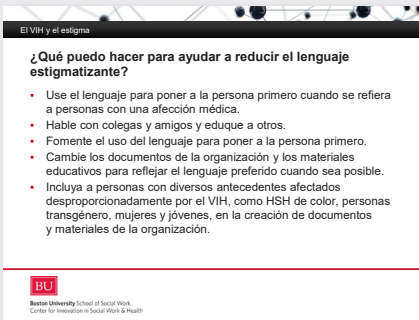 El VIH y el estigma
¿Qué puedo hacer para ayudar a reducir el lenguaje
estigmatizante?
▪ Use el lenguaje para poner a la persona primero cuando se refiera
a personas con una afección médica.
▪ Hable con colegas y amigos y eduque a otros.
▪ Fomente el uso del lenguaje para poner a la persona primero.
▪ Cambie los documentos de la organización y los materiales
educativos para reflejar el lenguaje preferido cuando sea posible.
▪ Incluya a personas con diversos antecedentes afectados
desproporcionadamente por el VIH, como HSH de color, personas
transgénero, mujeres y jóvenes, en la creación de documentos
y materiales de la organización.
BU
Boston University School of Social Work
Center for Innovation in Social Work & Health